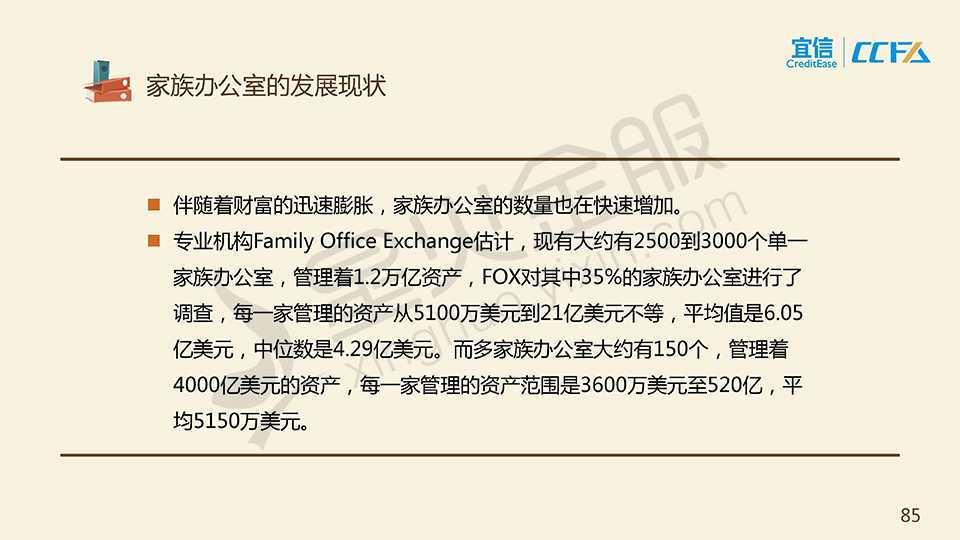 宜信
CreditEase
CCFA
家族办公室的发展现状
伴随着财富的迅速膨胀，家族办公室的数量也在快速增加。
专业机构Family Office Exchange估计，现有大约有2500到3000个单一
家族办公室，管理着1.2万亿资产，FOX对其中35%的家族办公室进行了
调查，每一家管理的资产从5100万美元到21亿美元不等，平均值是6.05
亿美元，中位数是4.29亿美元。而多家族办公室大约有150个，管理着
4000亿美元的资产，每一家管理的资产范围是3600万美元至520亿，平
均5150万美元。
星火金服
xinghuo.yixin.com
85